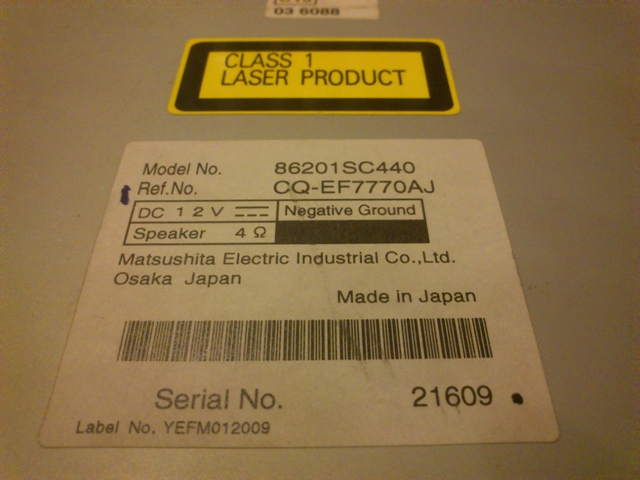 03 6088
CLASS 1
LASER PRODUCT
Model No. 86201SC440
Ref.No. CQ-EF7770AJ
DC 12V Negative Ground
Speaker 4 Ω
Matsushita Electric Industrial Co.,Ltd.
Osaka Japan
Made in Japan
Serial No. 21609
Label No. YEFM012009